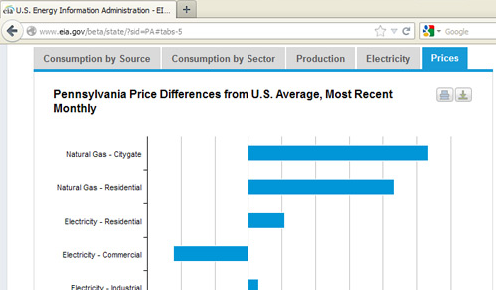 U.S. Energy Information Administration - EI...
www.eia.gov/beta/state/?sid=PA#tabs-5
Google
Consumption by Source
Consumption by Sector
Production
Electricity
Prices
Pennsylvania Price Differences from U.S. Average, Most Recent
Monthly
Natural Gas - Citygate
Natural Gas - Residential
Electricity - Residential
Electricity - Commercial
Electricity - Industrial